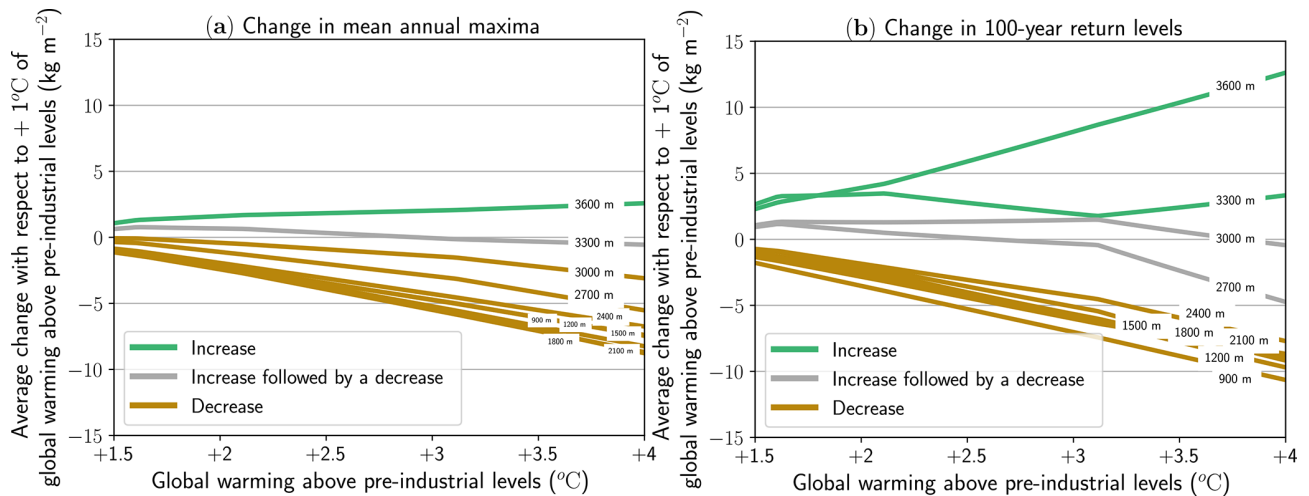 (a) Change in mean annual maxima
Average change with respect to + 1°C of
global warming above pre-industrial levels (kg m⁻²)
15
10
5
0
−5
−10
−15
3600 m
3300 m
3000 m
2700 m
2400 m
900 m
1200 m
1500 m
1800 m
2100 m
Increase
Increase followed by a decrease
Decrease
+1.5
+2
+2.5
+3
+3.5
+4
Global warming above pre-industrial levels (°C)
(b) Change in 100-year return levels
Average change with respect to + 1°C of
global warming above pre-industrial levels (kg m⁻²)
15
10
5
0
−5
−10
−15
3600 m
3300 m
3000 m
2700 m
2400 m
1500 m
1800 m
2100 m
1200 m
900 m
Increase
Increase followed by a decrease
Decrease
+1.5
+2
+2.5
+3
+3.5
+4
Global warming above pre-industrial levels (°C)